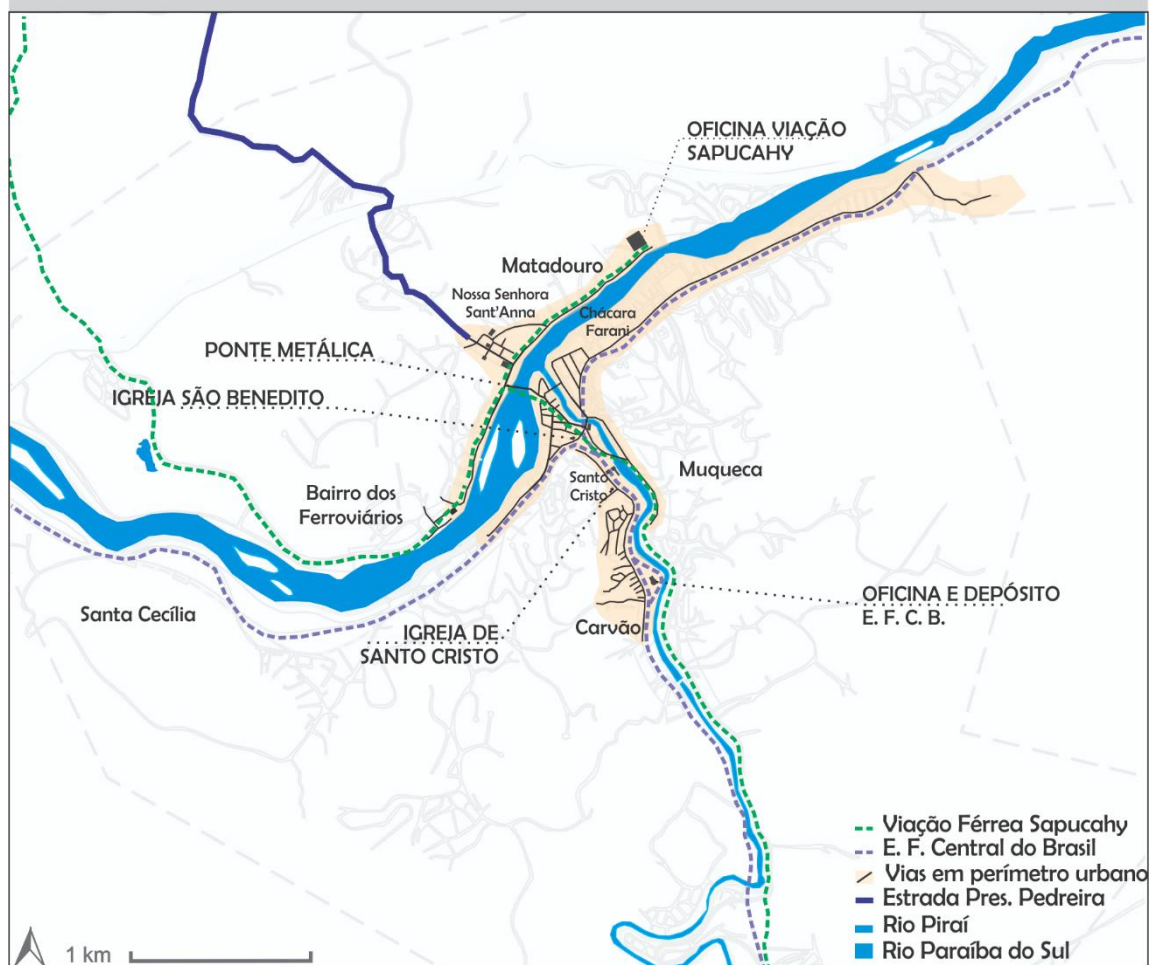 OFICINA VIAÇÃO
SAPUCAHY
Matadouro
Nossa Senhora
Sant'Anna
Chácara
Farani
PONTE METÁLICA
IGREJA SÃO BENEDITO
Muqueca
Santo
Cristo
Bairro dos
Ferroviários
OFICINA E DEPÓSITO
E. F. C. B.
Santa Cecília
Carvão
IGREJA DE
SANTO CRISTO
Viação Férrea Sapucahy
E. F. Central do Brasil
Vias em perímetro urbano
Estrada Pres. Pedreira
Rio Piraí
Rio Paraíba do Sul
1 km